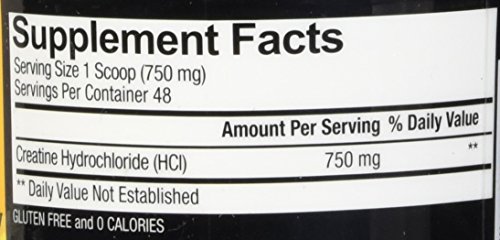 Supplement Facts
Serving Size 1 Scoop (750 mg)
Servings Per Container 48
Amount Per Serving % Daily Value
Creatine Hydrochloride (HCl) 750 mg **
** Daily Value Not Established
GLUTEN FREE and 0 CALORIES